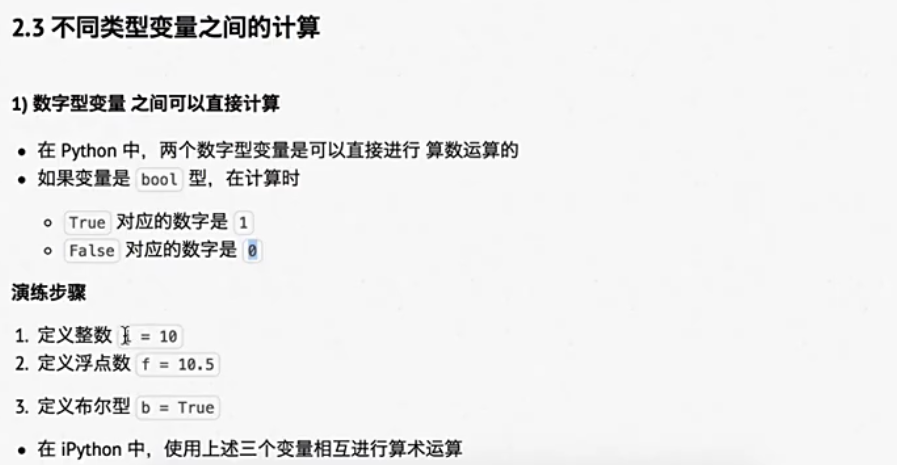 2.3 不同类型变量之间的计算
1) 数字型变量 之间可以直接计算
• 在 Python 中，两个数字型变量是可以直接进行 算数运算的
• 如果变量是 bool 型，在计算时
True 对应的数字是 1
False 对应的数字是 0
演练步骤
1. 定义整数 i = 10
2. 定义浮点数 f = 10.5
3. 定义布尔型 b = True
• 在 iPython 中，使用上述三个变量相互进行算术运算